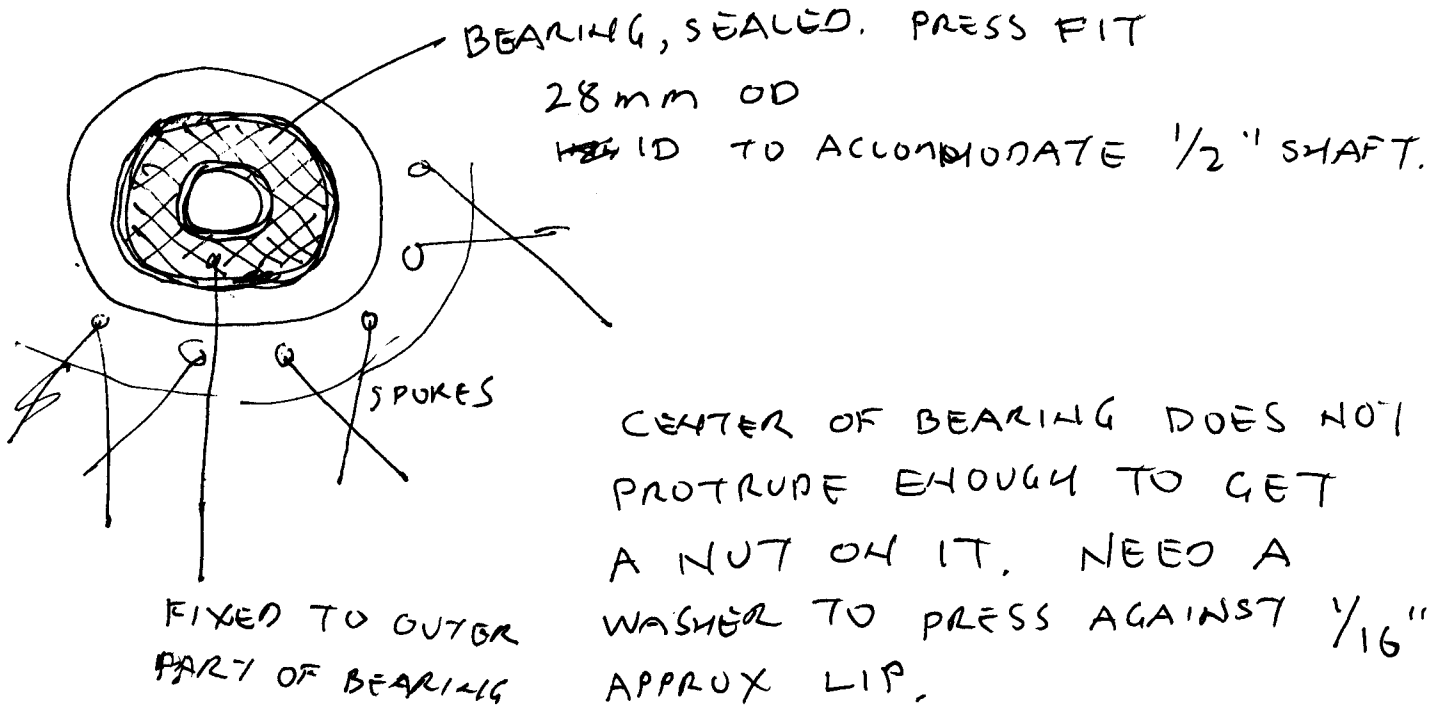 BEARING, SEALED. PRESS FIT
28mm OD
ID TO ACCOMMODATE 1/2" SHAFT.
SPOKES
CENTER OF BEARING DOES NOT
PROTRUDE ENOUGH TO GET
A NUT ON IT. NEED A
WASHER TO PRESS AGAINST 1/16"
APPROX LIP.
FIXED TO OUTER
PART OF BEARING